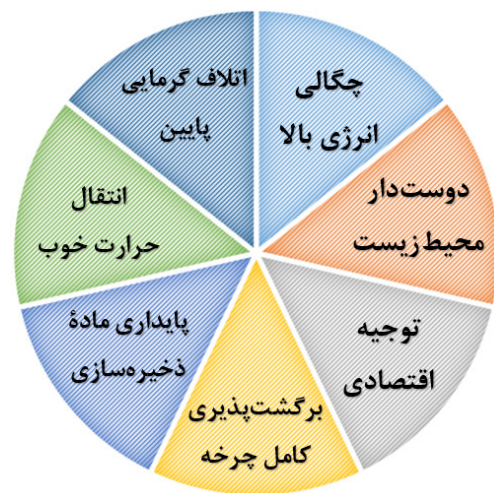 چگالی
انرژی بالا
دوست‌دار
محیط‌زیست
توجیه
اقتصادی
برگشت‌پذیری
کامل چرخه
پایداری مادهٔ
ذخیره‌سازی
انتقال
حرارت خوب
اتلاف گرمایی
پایین